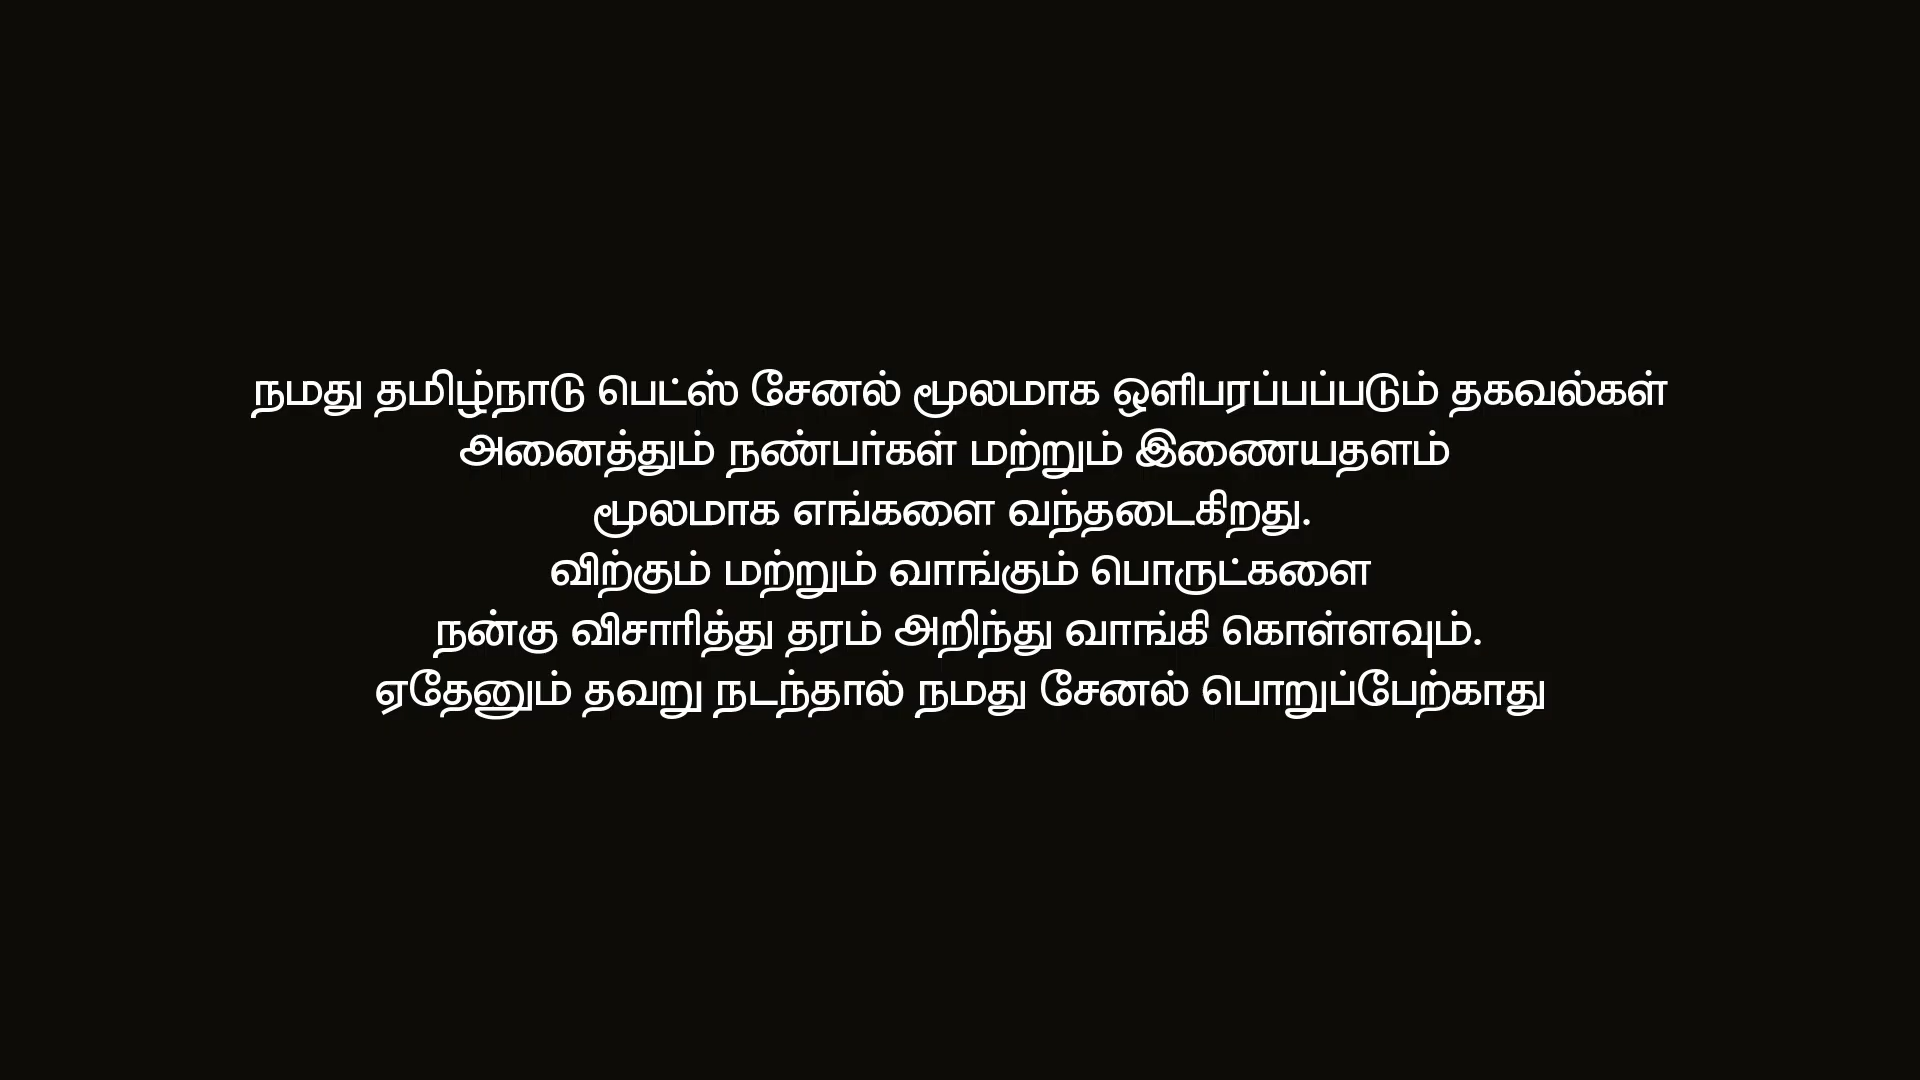 நமது தமிழ்நாடு பெட்ஸ் சேனல் மூலமாக ஒளிபரப்பப்படும் தகவல்கள்
அனைத்தும் நண்பர்கள் மற்றும் இணையதளம்
மூலமாக எங்களை வந்தடைகிறது.
விற்கும் மற்றும் வாங்கும் பொருட்களை
நன்கு விசாரித்து தரம் அறிந்து வாங்கி கொள்ளவும்.
ஏதேனும் தவறு நடந்தால் நமது சேனல் பொறுப்பேற்காது